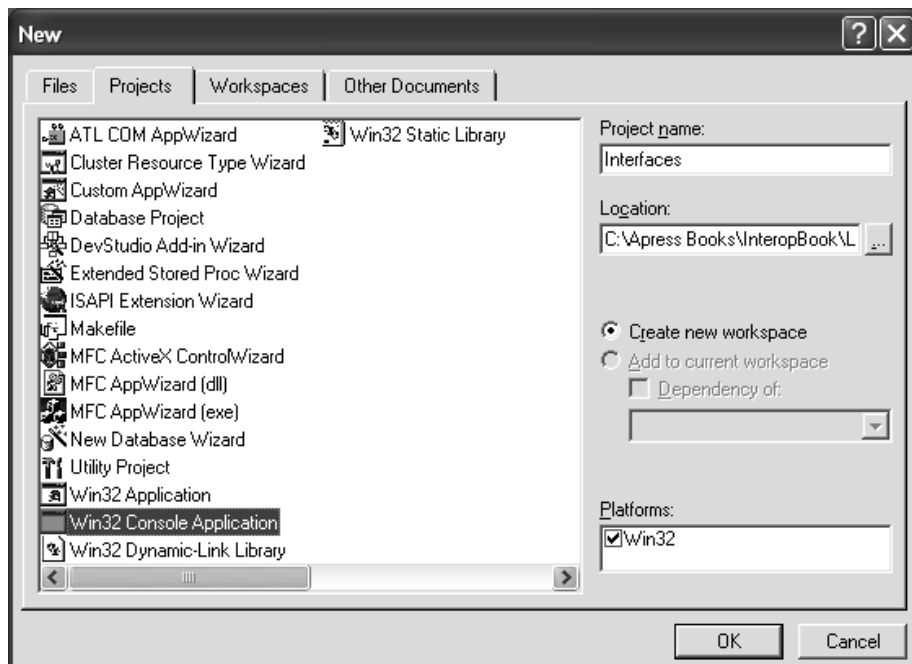 New
Files
Projects
Workspaces
Other Documents
ATL COM AppWizard
Cluster Resource Type Wizard
Custom AppWizard
Database Project
DevStudio Add-in Wizard
Extended Stored Proc Wizard
ISAPI Extension Wizard
Makefile
MFC ActiveX ControlWizard
MFC AppWizard (dll)
MFC AppWizard (exe)
New Database Wizard
Utility Project
Win32 Application
Win32 Console Application
Win32 Dynamic-Link Library
Win32 Static Library
Project name:
Interfaces
Location:
C:\Apress Books\InteropBook\L
...
Create new workspace
Add to current workspace
Dependency of:
Platforms:
Win32
OK
Cancel